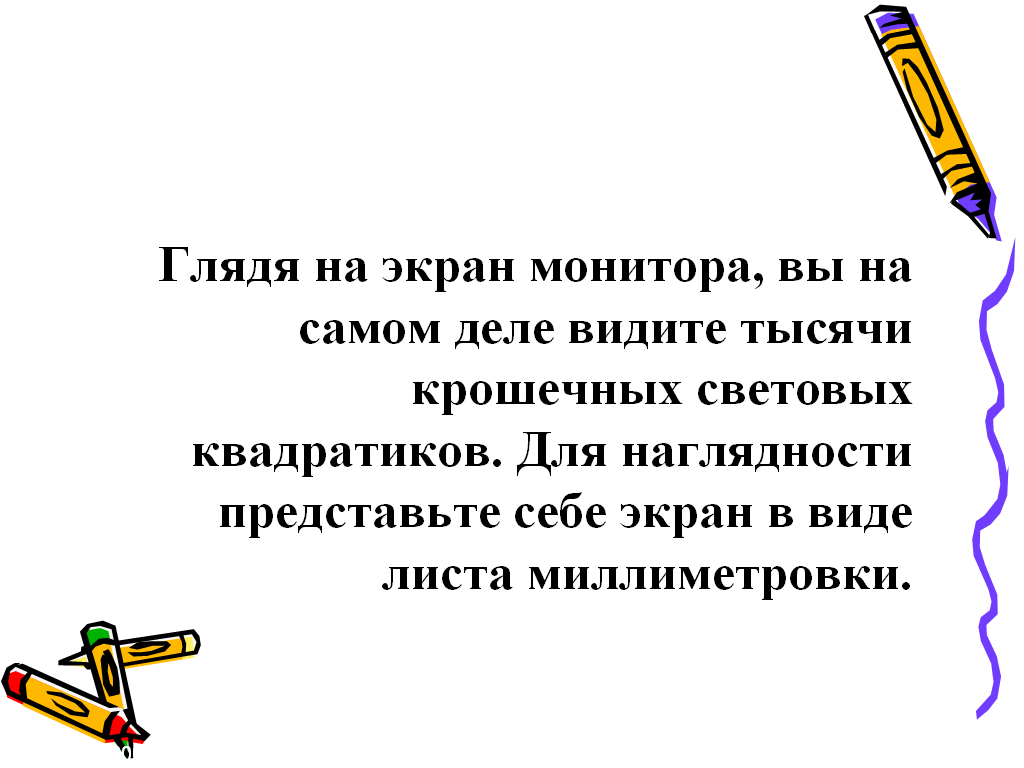 Глядя на экран монитора, вы на
самом деле видите тысячи
крошечных световых
квадратиков. Для наглядности
представьте себе экран в виде
листа миллиметровки.